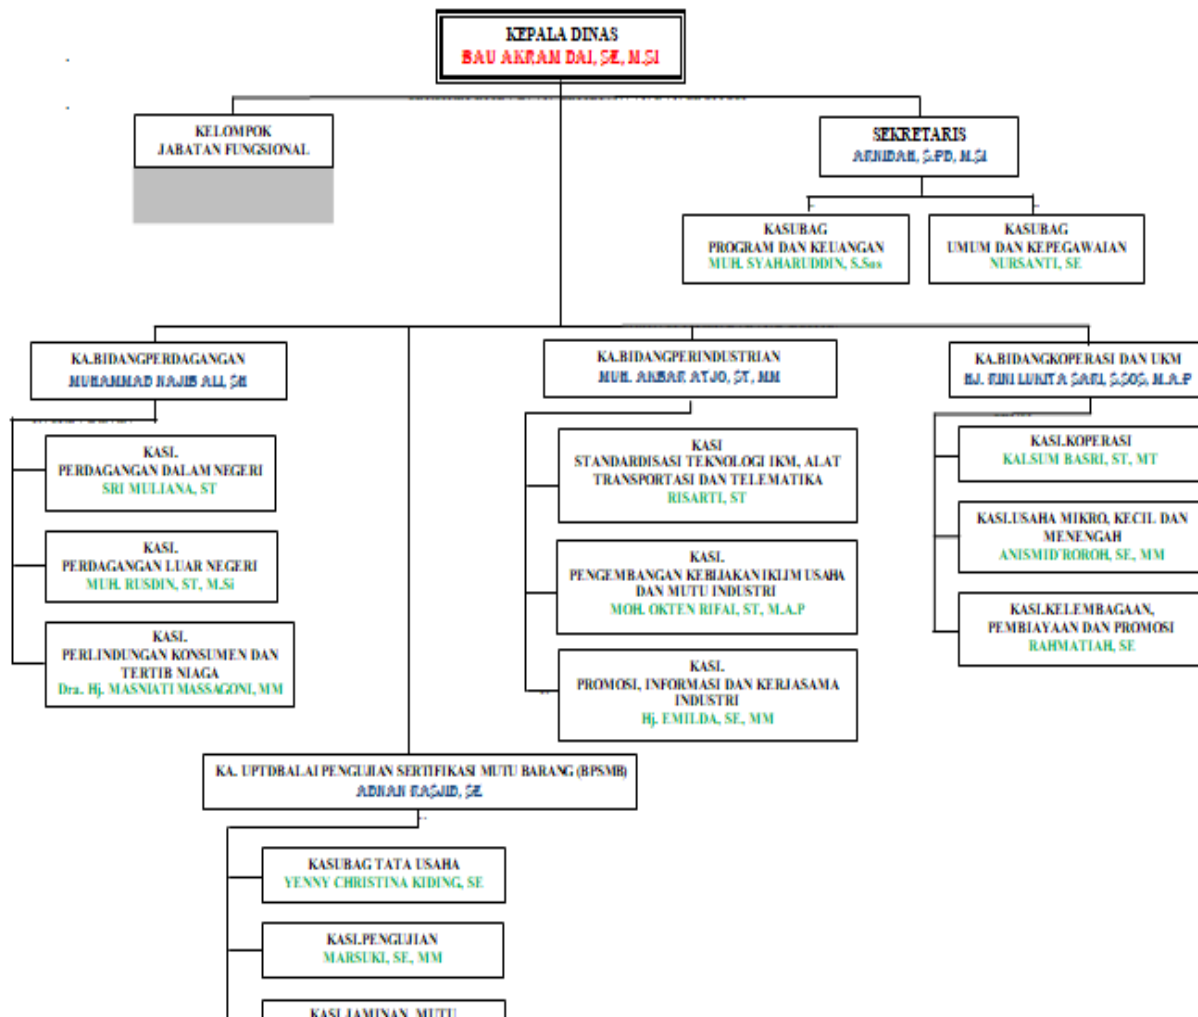 KEPALA DINAS
BAU AKRAM DAI, SE, M.SI
KELOMPOK
JABATAN FUNGSIONAL
SEKRETARIS
ARNIDAH, S.PD, M.SI
KASUBAG
PROGRAM DAN KEUANGAN
MUH. SYAHARUDDIN, S.Sos
KASUBAG
UMUM DAN KEPEGAWAIAN
NURSANTI, SE
KA.BIDANGPERDAGANGAN
MUHAMMAD NAJIB ALI, SH
KA.BIDANGPERINDUSTRIAN
MUH. AKBAR ATJO, ST, MM
KA.BIDANGKOPERASI DAN UKM
HJ. RINI LUKITA SARI, S.SOS, M.A.P
KASI.
PERDAGANGAN DALAM NEGERI
SRI MULIANA, ST
KASI.
PERDAGANGAN LUAR NEGERI
MUH. RUSDIN, ST, M.Si
KASI.
PERLINDUNGAN KONSUMEN DAN
TERTIB NIAGA
Dra. Hj. MASNIATI MASSAGONI, MM
KASI
STANDARDISASI TEKNOLOGI IKM, ALAT
TRANSPORTASI DAN TELEMATIKA
RISARTI, ST
KASI.
PENGEMBANGAN KEBIJAKAN IKLIM USAHA
DAN MUTU INDUSTRI
MOH. OKTEN RIFAI, ST, M.A.P
KASI.
PROMOSI, INFORMASI DAN KERJASAMA
INDUSTRI
Hj. EMILDA, SE, MM
KASI.KOPERASI
KALSUM BASRI, ST, MT
KASI.USAHA MIKRO, KECIL DAN
MENENGAH
ANISMID'ROROH, SE, MM
KASI.KELEMBAGAAN,
PEMBIAYAAN DAN PROMOSI
RAHMATIAH, SE
KA. UPTDBALAI PENGUJIAN SERTIFIKASI MUTU BARANG (BPSMB)
ADNAN RASJID, SE
KASUBAG TATA USAHA
YENNY CHRISTINA KIDING, SE
KASI.PENGUJIAN
MARSUKI, SE, MM
KASI.JAMINAN MUTU